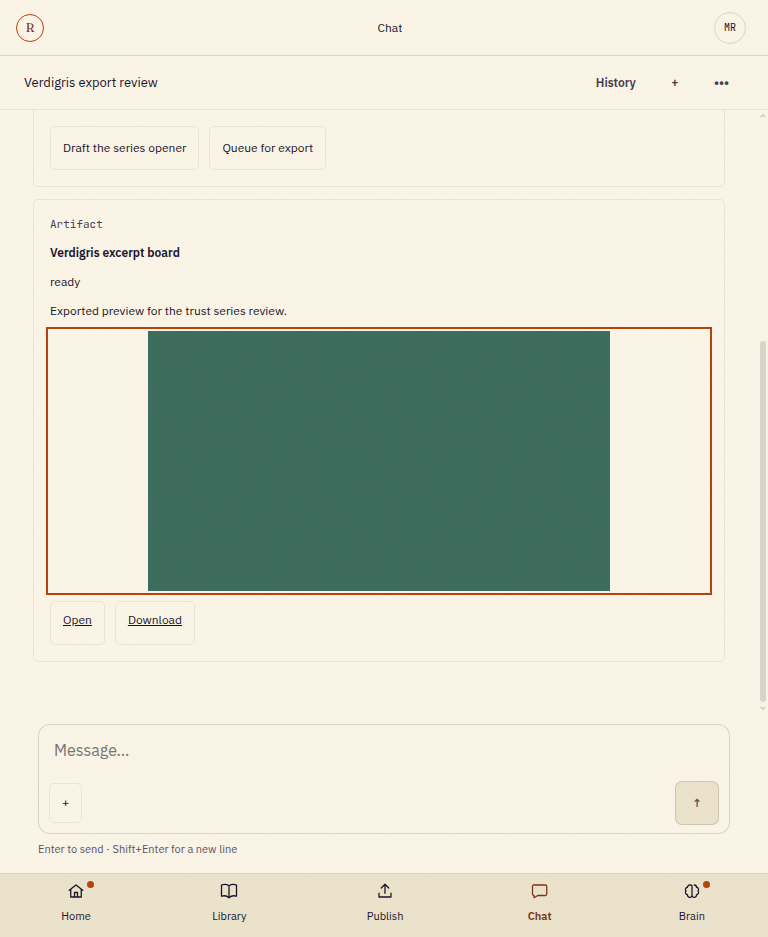 R
Chat
MR
Verdigris export review
History
+
•••
Draft the series opener
Queue for export
Artifact
Verdigris excerpt board
ready
Exported preview for the trust series review.
Open
Download
Message...
+
↑
Enter to send · Shift+Enter for a new line
Home
Library
Publish
Chat
Brain